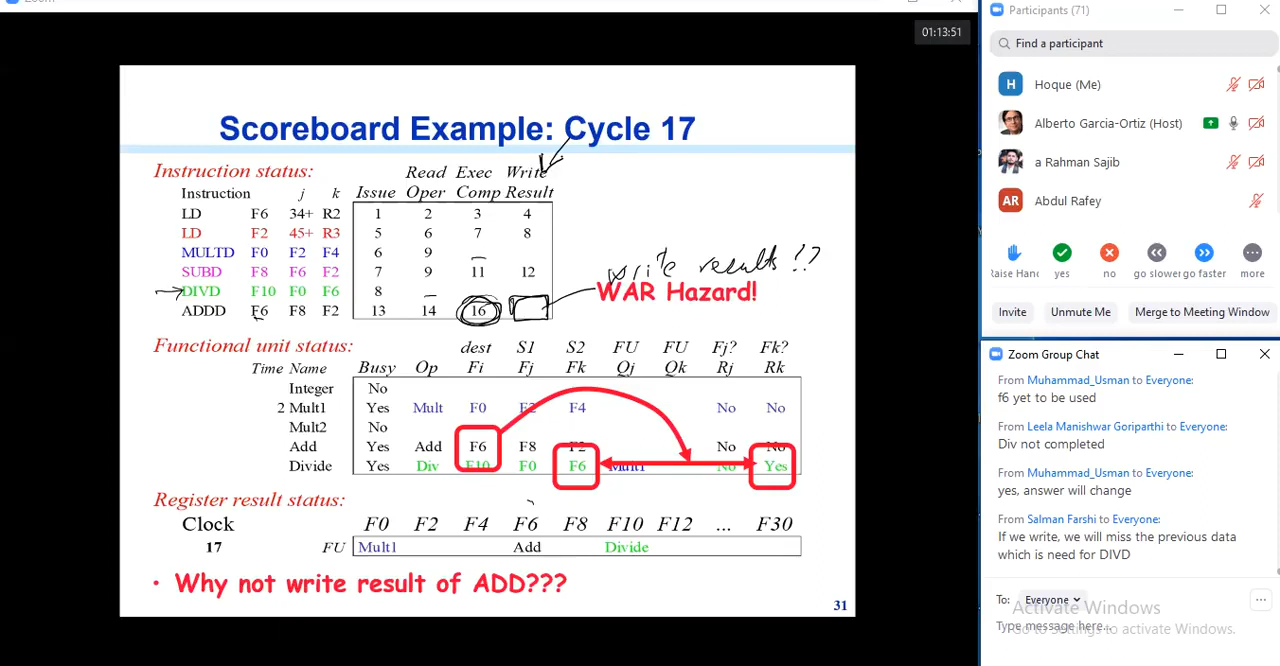 Zoom
01:13:51
Scoreboard Example: Cycle 17
Instruction status:
Read Exec Write
Instruction j k Issue Oper Comp Result
LD F6 34+ R2 1 2 3 4
LD F2 45+ R3 5 6 7 8
MULTD F0 F2 F4 6 9
SUBD F8 F6 F2 7 9 11 12
DIVD F10 F0 F6 8
ADDD F6 F8 F2 13 14 16
write results !?
WAR Hazard!
Functional unit status:
dest S1 S2 FU FU Fj? Fk?
Time Name Busy Op Fi Fj Fk Qj Qk Rj Rk
Integer No
2 Mult1 Yes Mult F0 F2 F4 No No
Mult2 No
Add Yes Add F6 F8 F2 No No
Divide Yes Div F10 F0 F6 Mult1 No Yes
Register result status:
Clock F0 F2 F4 F6 F8 F10 F12 ... F30
17 FU Mult1 Add Divide
• Why not write result of ADD???
31
Participants (71)
Find a participant
H Hoque (Me)
Alberto Garcia-Ortiz (Host)
a Rahman Sajib
AR Abdul Rafey
Raise Hand yes no go slower go faster more
Invite Unmute Me Merge to Meeting Window
Zoom Group Chat
From Muhammad_Usman to Everyone:
f6 yet to be used
From Leela Manishwar Goriparthi to Everyone:
Div not completed
From Muhammad_Usman to Everyone:
yes, answer will change
From Salman Farshi to Everyone:
If we write, we will miss the previous data
which is need for DIVD
To: Everyone
Activate Windows
Type message here...
Go to Settings to activate Windows.